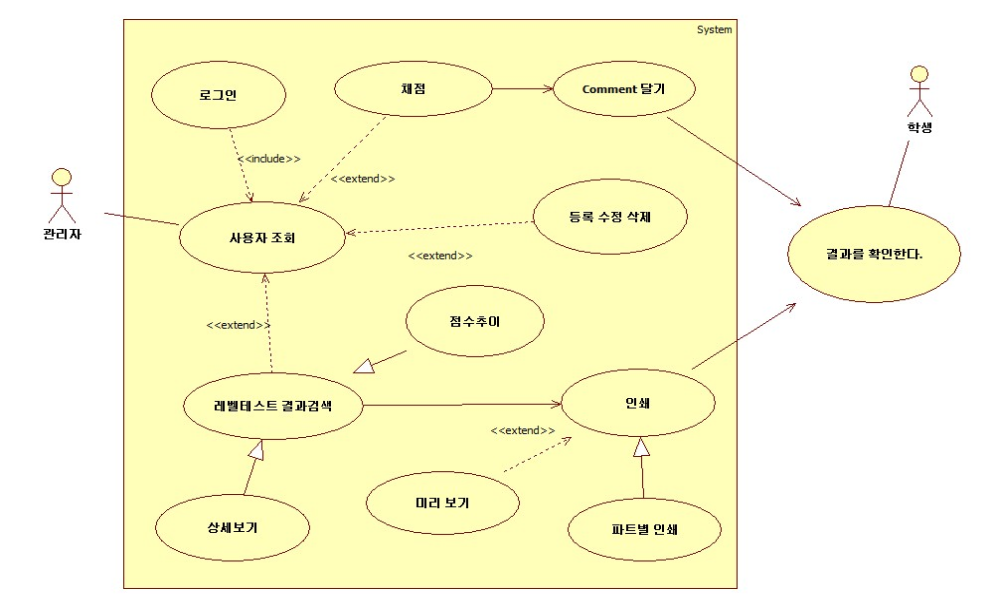 System
로그인
채점
Comment 달기
학생
<<include>>
<<extend>>
관리자
사용자 조회
등록 수정 삭제
<<extend>>
결과를 확인한다.
<<extend>>
점수추이
레벨테스트 결과검색
인쇄
<<extend>>
미리 보기
상세보기
파트별 인쇄